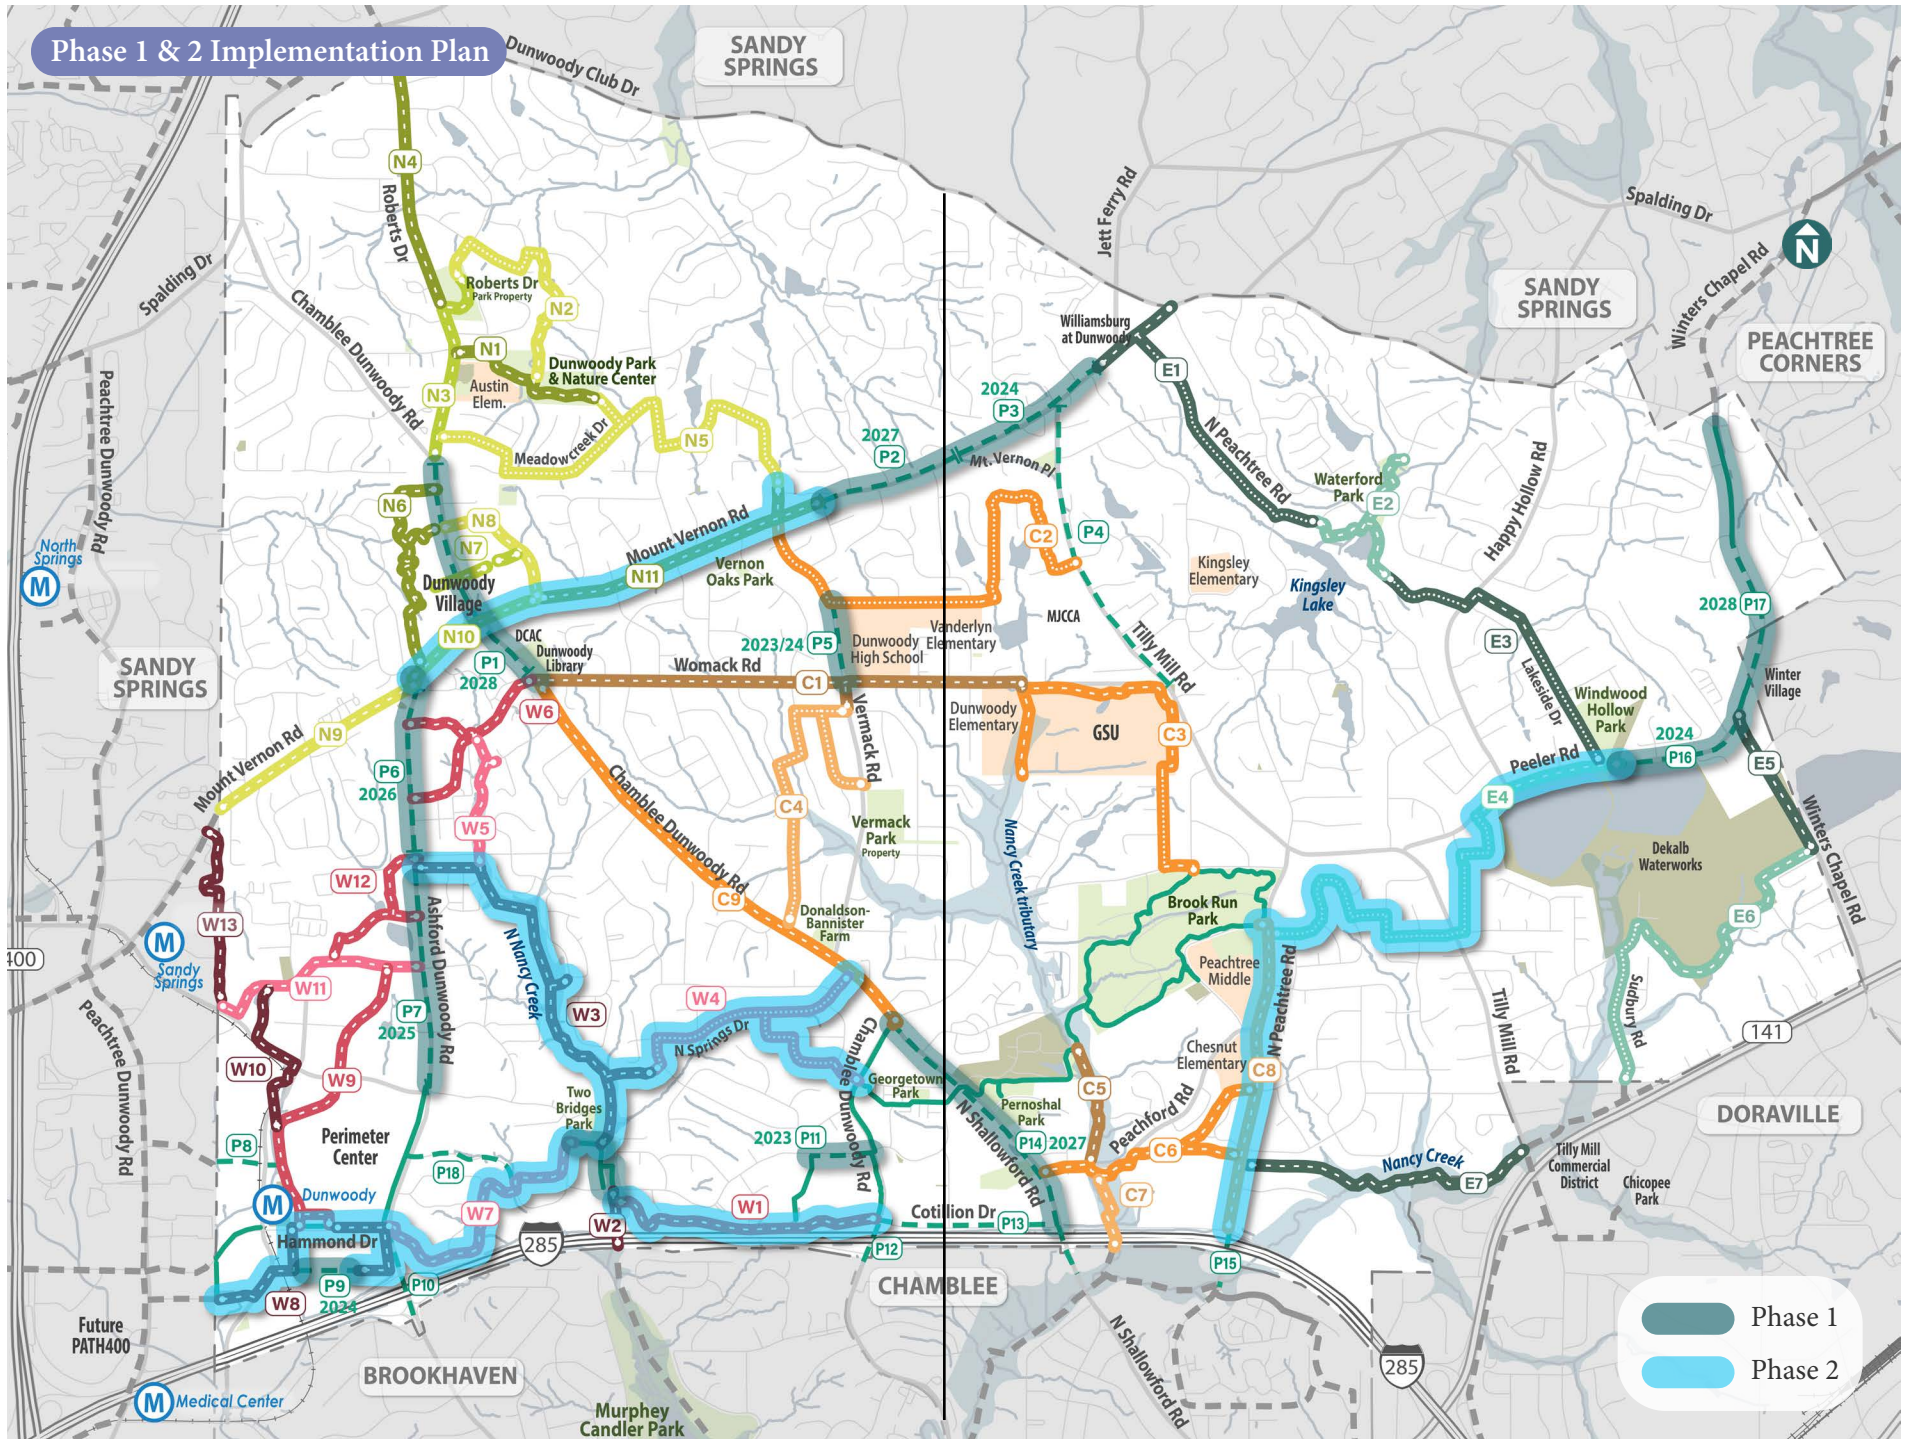 Phase 1 & 2 Implementation Plan
Dunwoody Club Dr
SANDY
SPRINGS
N4
Roberts Dr
Jett Ferry Rd
Spalding Dr
N
Winters Chapel Rd
Spalding Dr
Roberts Dr
Park Property
N2
SANDY
SPRINGS
PEACHTREE
CORNERS
Chamblee Dunwoody Rd
Williamsburg
at Dunwoody
N1
Dunwoody Park
& Nature Center
E1
Peachtree Dunwoody Rd
N3
Austin
Elem.
2024
P3
N Peachtree Rd
Meadowcreek Dr
N5
2027
P2
Mt. Vernon Pl
Happy Hollow Rd
Waterford
Park
E2
N6
N8
N7
Mount Vernon Rd
C2
P4
North
Springs
M
Dunwoody
Village
N11
Vernon
Oaks Park
Kingsley
Elementary
Kingsley
Lake
2028
P17
N10
DCAC
Dunwoody
Library
2023/24
P5
Dunwoody
High School
Vanderlyn
Elementary
MJCCA
Tilly Mill Rd
E3
SANDY
SPRINGS
P1
2028
Womack Rd
C1
Lakeside Dr
Winter
Village
W6
Vermack Rd
Dunwoody
Elementary
GSU
C3
Windwood
Hollow
Park
N9
Mount Vernon Rd
2024
P16
Peeler Rd
E5
P6
2026
Chamblee Dunwoody Rd
C4
E4
W5
Vermack
Park
Property
Nancy Creek tributary
Dekalb
Waterworks
Winters Chapel Rd
W12
C9
Brook Run
Park
E6
W13
Ashford Dunwoody Rd
Donaldson-
Bannister
Farm
M
Sandy
Springs
400
N Nancy Creek
Peachtree
Middle
N Peachtree Rd
Sudbury Rd
W11
W4
W3
P7
2025
N Springs Dr
Tilly Mill Rd
141
Peachtree Dunwoody Rd
W10
W9
Chamblee Dunwoody Rd
Chesnut
Elementary
C8
Georgetown
Park
C5
Two
Bridges
Park
N Shallowford Rd
Pernoshal
Park
Peachford Rd
DORAVILLE
P8
Perimeter
Center
2023
P11
P14
2027
C6
P18
Nancy Creek
E7
Tilly Mill
Commercial
District
Chicopee
Park
M
Dunwoody
W7
W1
C7
W2
Cotillion Dr
P13
Hammond Dr
285
P12
P15
P9
2024
P10
W8
CHAMBLEE
Future
PATH400
N Shallowford Rd
285
Phase 1
Phase 2
BROOKHAVEN
M
Medical Center
Murphey
Candler Park